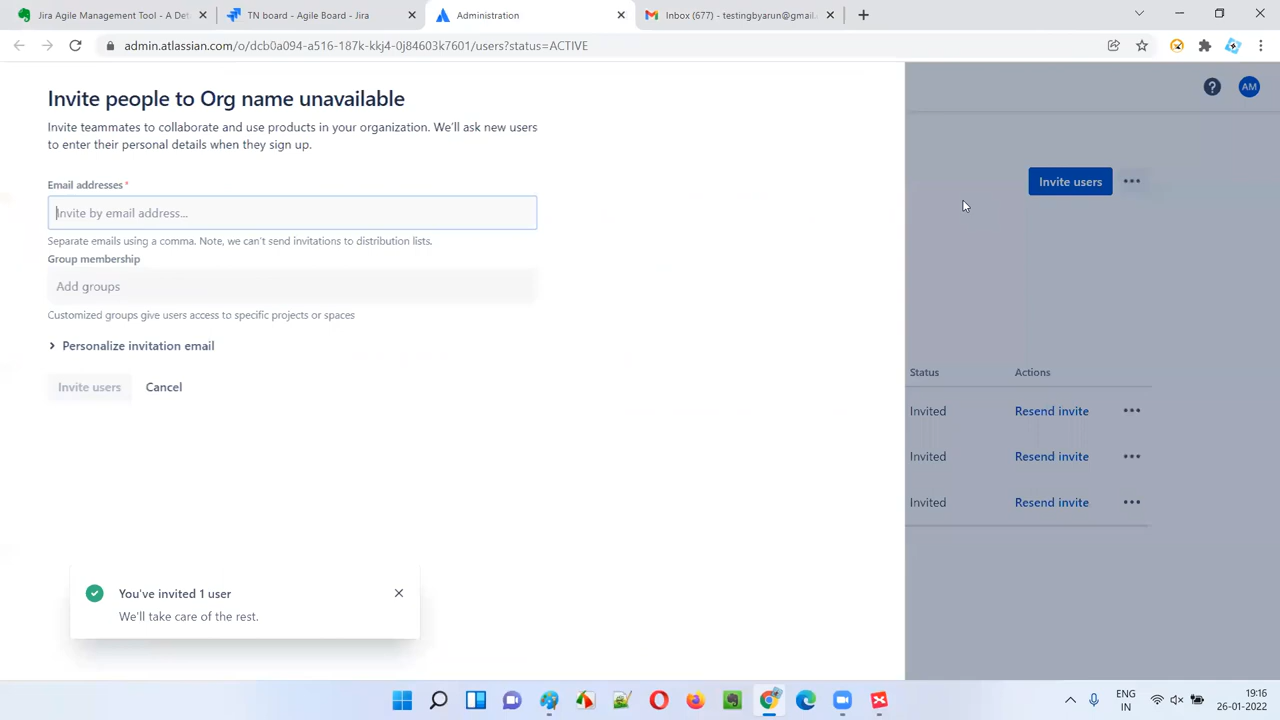 Jira Agile Management Tool - A Det
TN board - Agile Board - Jira
Administration
Inbox (677) - testingbyarun@gmail.
admin.atlassian.com/o/dcb0a094-a516-187k-kkj4-0j84603k7601/users?status=ACTIVE
Invite people to Org name unavailable
Invite teammates to collaborate and use products in your organization. We'll ask new users
to enter their personal details when they sign up.
Email addresses*
Invite by email address...
Separate emails using a comma. Note, we can't send invitations to distribution lists.
Group membership
Add groups
Customized groups give users access to specific projects or spaces
Personalize invitation email
Invite users
Cancel
AM
Invite users
Status
Actions
Invited
Resend invite
Invited
Resend invite
Invited
Resend invite
You've invited 1 user
We'll take care of the rest.
ENG
IN
19:16
26-01-2022